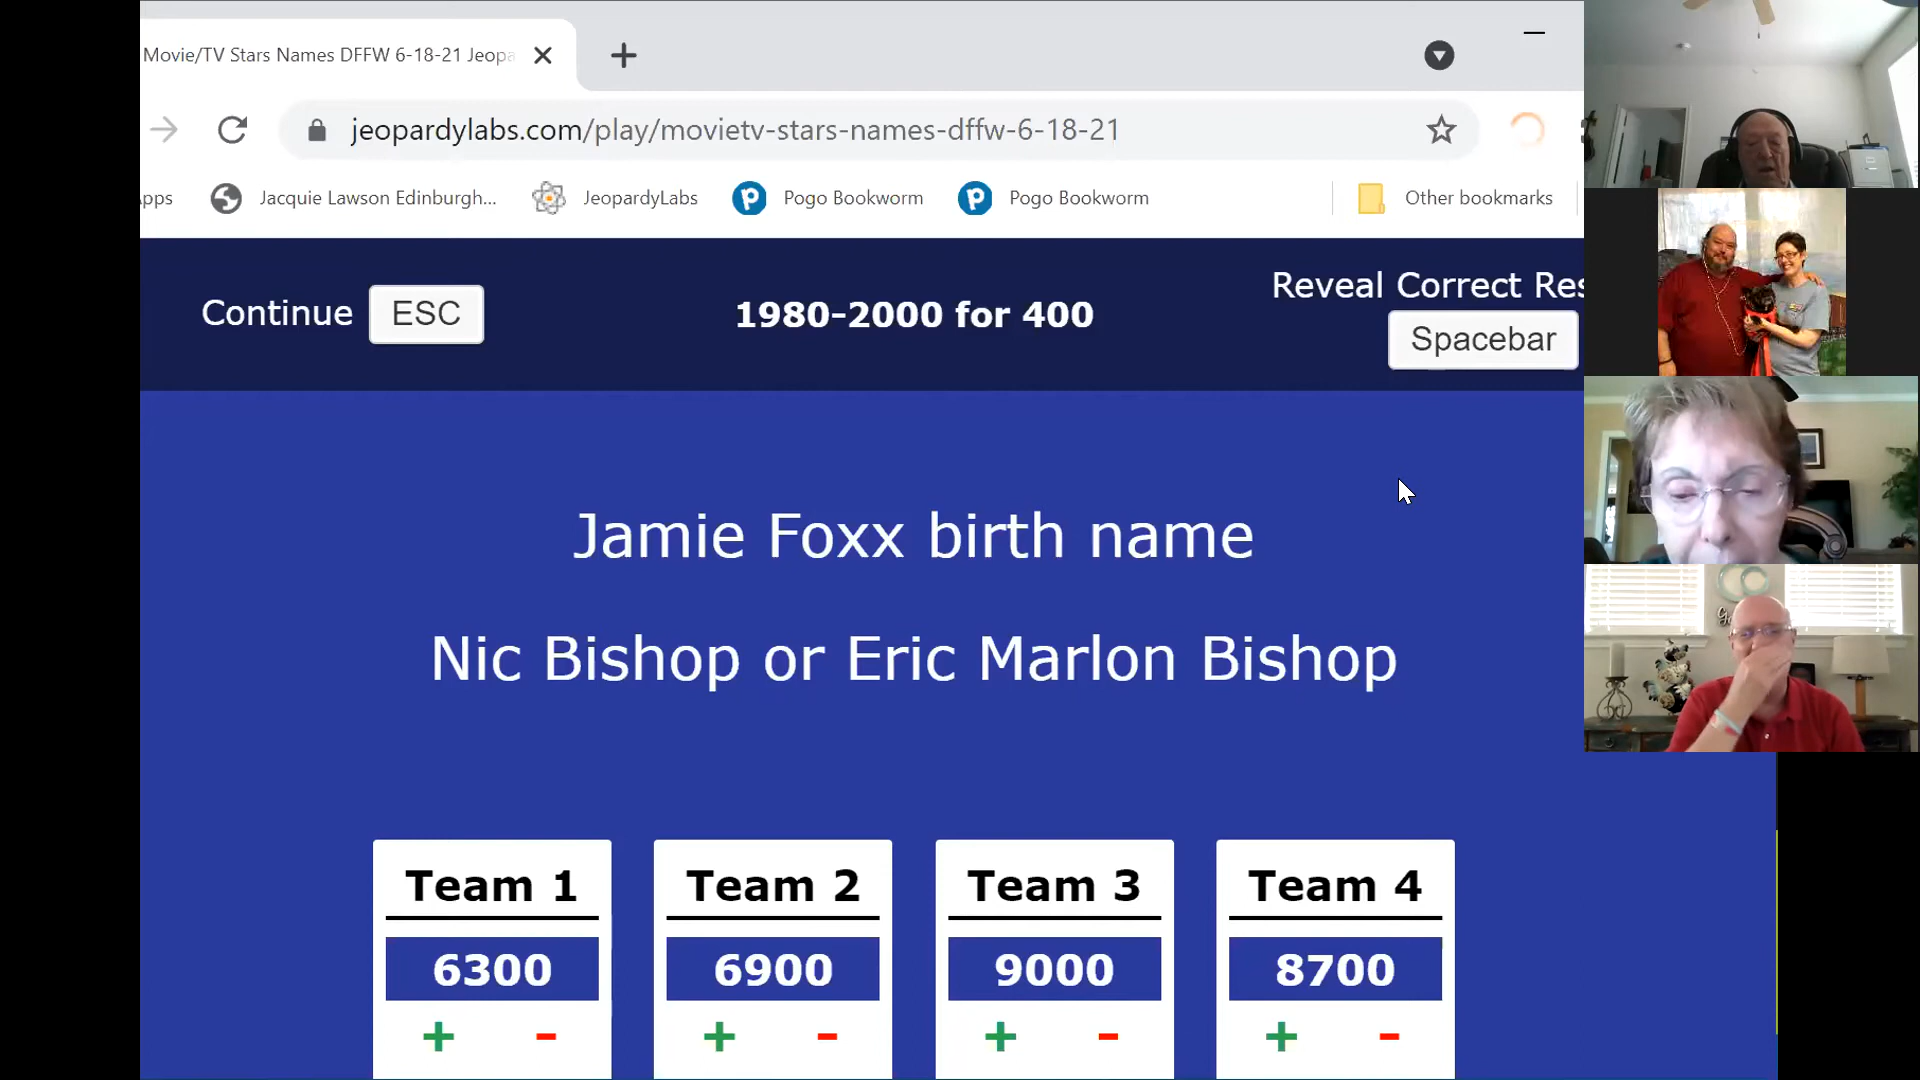 Movie/TV Stars Names DFFW 6-18-21 Jeopa
jeopardylabs.com/play/movietv-stars-names-dffw-6-18-21
pps
Jacquie Lawson Edinburgh...
JeopardyLabs
Pogo Bookworm
Pogo Bookworm
Other bookmarks
Continue ESC
1980-2000 for 400
Reveal Correct Res
Spacebar
Jamie Foxx birth name
Nic Bishop or Eric Marlon Bishop
Team 1 Team 2 Team 3 Team 4
6300 6900 9000 8700
+ - + - + - + -